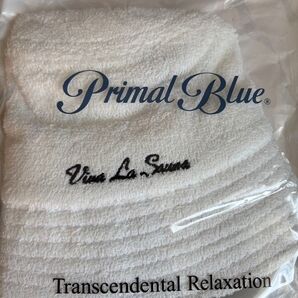 Primal Blue®
Viva La Sauna
Transcendental Relaxation